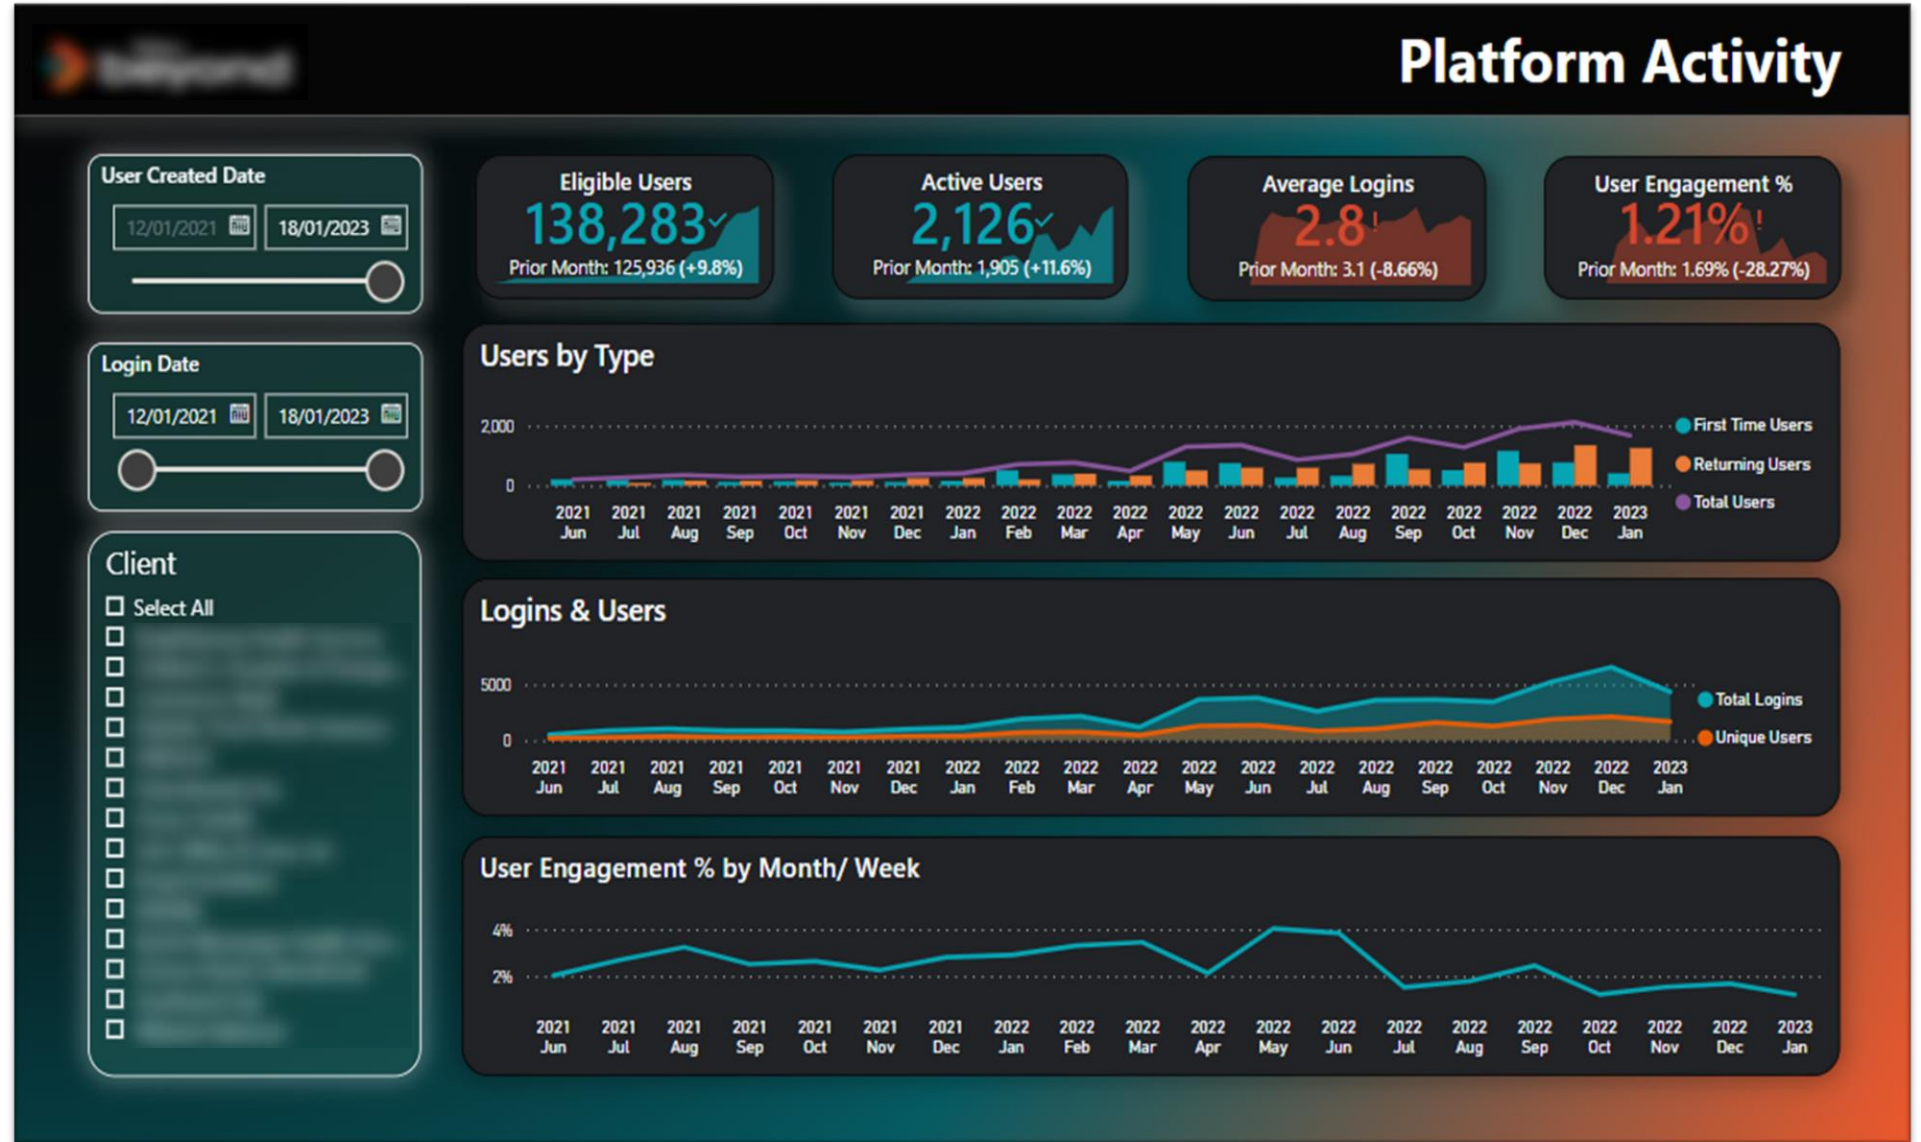 beyond
Platform Activity
User Created Date
12/01/2021 18/01/2023
Login Date
12/01/2021 18/01/2023
Client
Select All
Eligible Users
138,283
Prior Month: 125,936 (+9.8%)
Active Users
2,126
Prior Month: 1,905 (+11.6%)
Average Logins
2.8!
Prior Month: 3.1 (-8.66%)
User Engagement %
1.21%!
Prior Month: 1.69% (-28.27%)
Users by Type
2,000
0
2021 2021 2021 2021 2021 2021 2021 2022 2022 2022 2022 2022 2022 2022 2022 2022 2022 2022 2022 2023
Jun Jul Aug Sep Oct Nov Dec Jan Feb Mar Apr May Jun Jul Aug Sep Oct Nov Dec Jan
First Time Users
Returning Users
Total Users
Logins & Users
5000
0
2021 2021 2021 2021 2021 2021 2021 2022 2022 2022 2022 2022 2022 2022 2022 2022 2022 2022 2022 2023
Jun Jul Aug Sep Oct Nov Dec Jan Feb Mar Apr May Jun Jul Aug Sep Oct Nov Dec Jan
Total Logins
Unique Users
User Engagement % by Month/ Week
4%
2%
2021 2021 2021 2021 2021 2021 2021 2022 2022 2022 2022 2022 2022 2022 2022 2022 2022 2022 2022 2023
Jun Jul Aug Sep Oct Nov Dec Jan Feb Mar Apr May Jun Jul Aug Sep Oct Nov Dec Jan